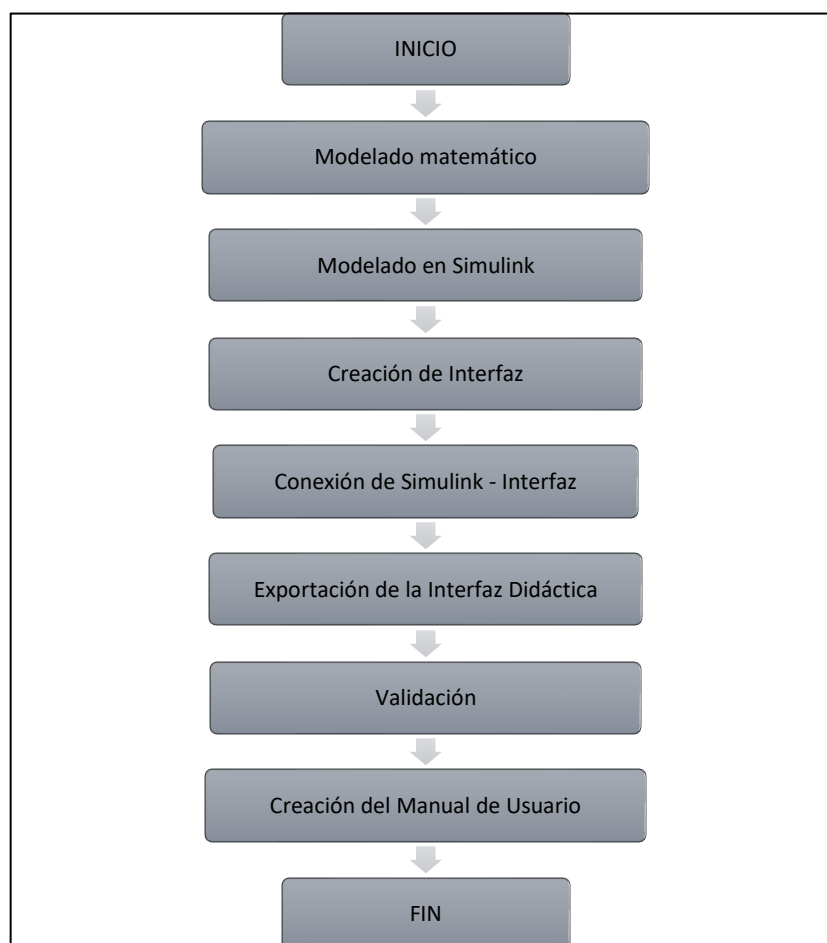 INICIO
Modelado matemático
Modelado en Simulink
Creación de Interfaz
Conexión de Simulink - Interfaz
Exportación de la Interfaz Didáctica
Validación
Creación del Manual de Usuario
FIN